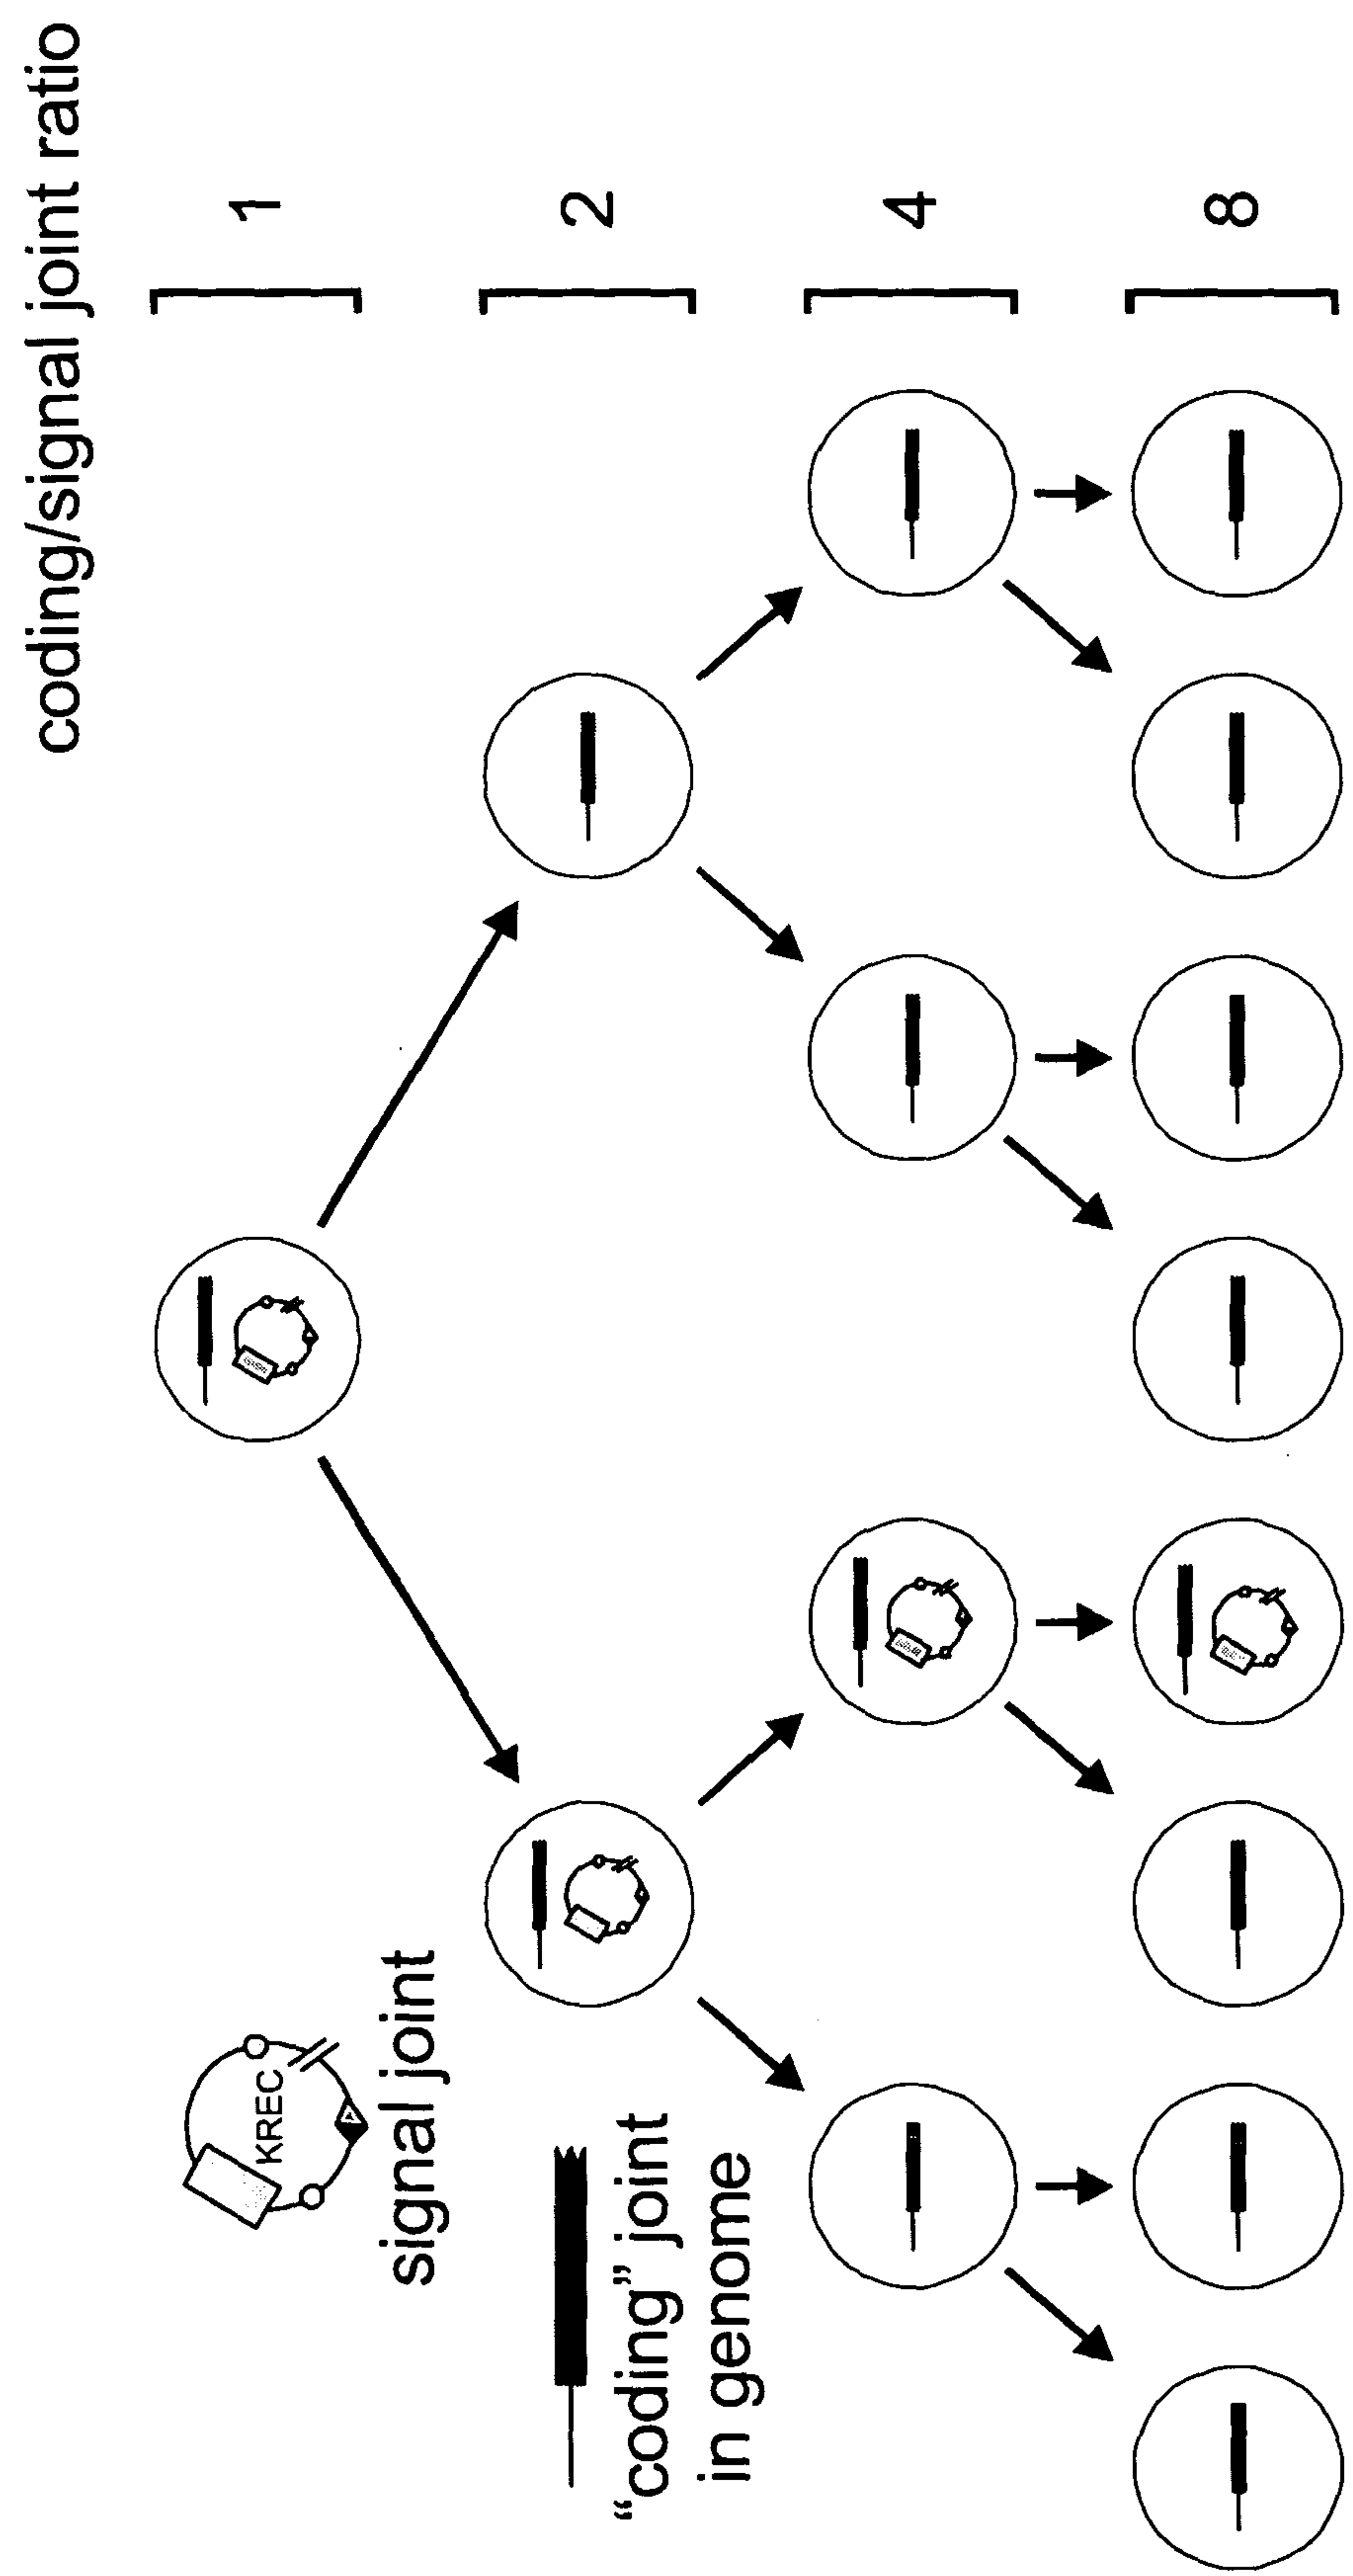 coding/signal joint ratio
KREC
signal joint
“coding” joint
in genome
1
2
4
8